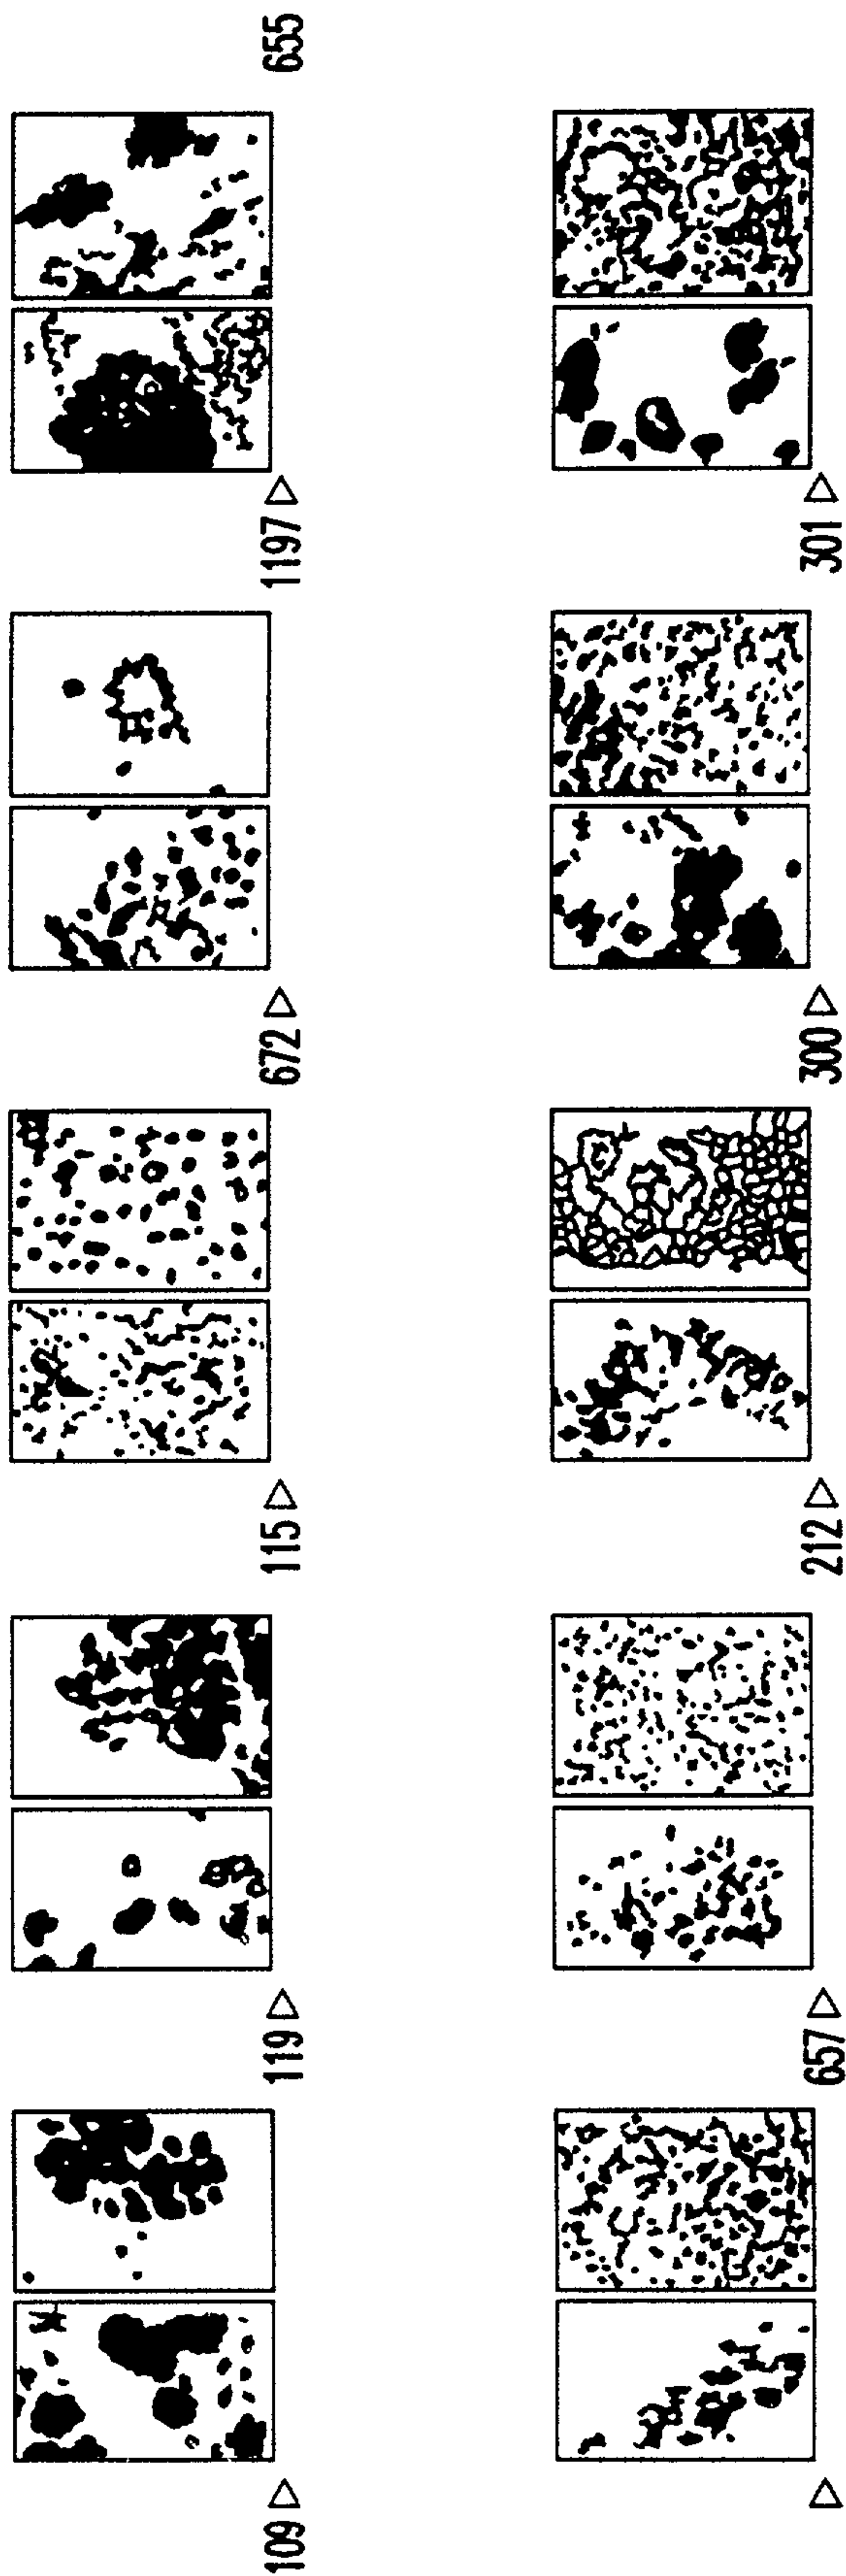 109 △ 119 △ 115 △ 672 △ 1197 △ 655
△ 657 △ 212 △ 300 △ 301 △